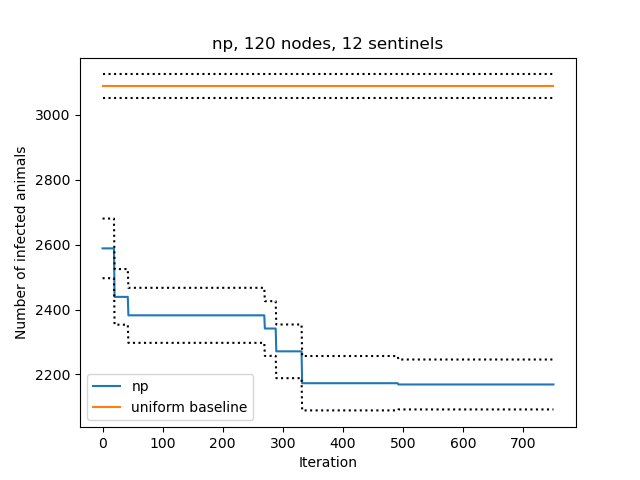 np, 120 nodes, 12 sentinels
Number of infected animals
3000
2800
2600
2400
2200
np
uniform baseline
0 100 200 300 400 500 600 700
Iteration